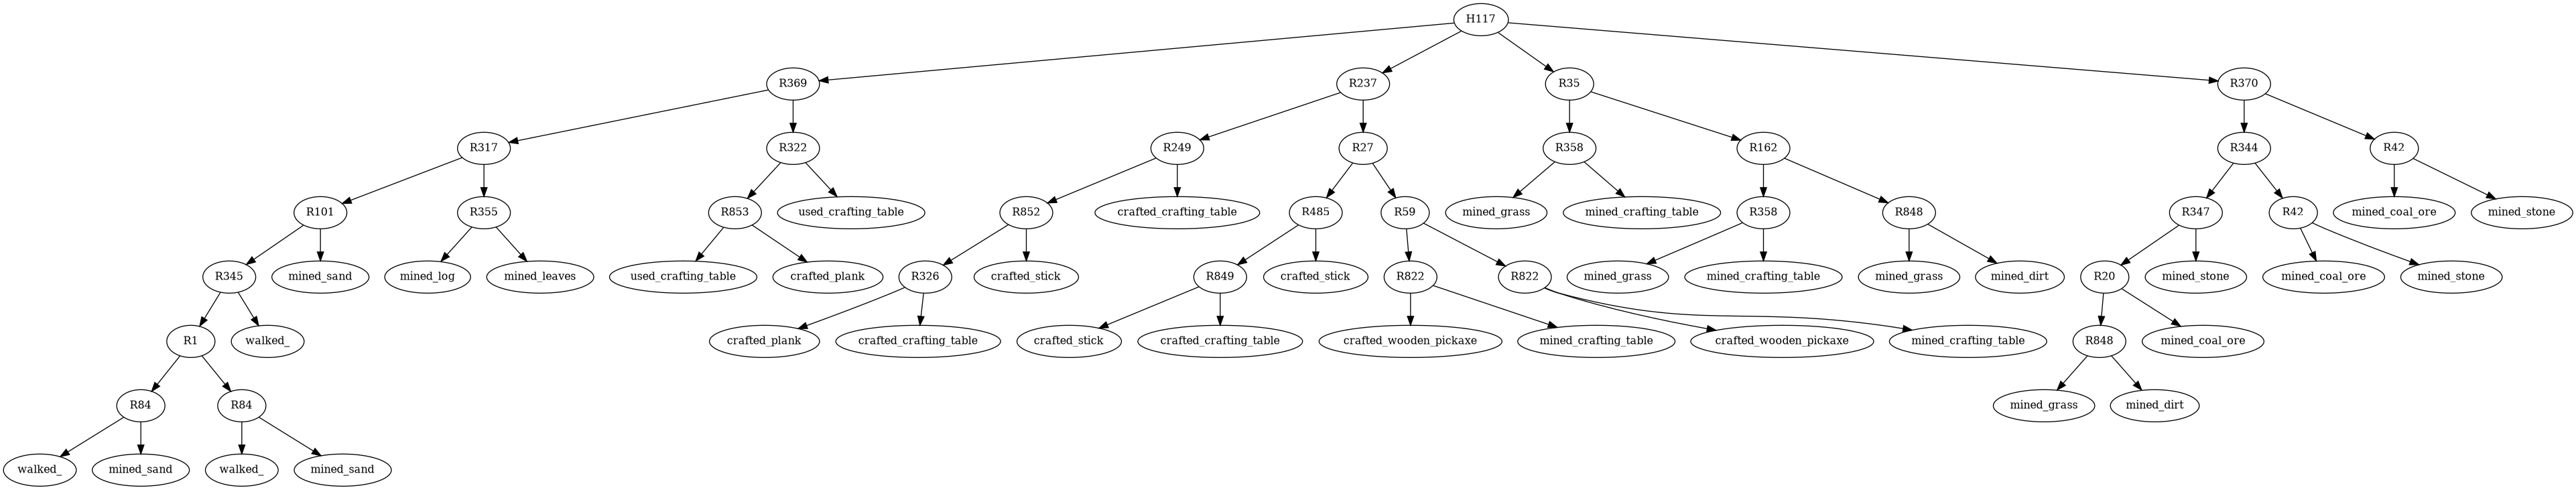 H117
R369
R237
R35
R370
R317
R322
R249
R27
R358
R162
R344
R42
R101
R355
R853
used_crafting_table
R852
crafted_crafting_table
R485
R59
mined_grass
mined_crafting_table
R358
R848
R347
R42
mined_coal_ore
mined_stone
R345
mined_sand
mined_log
mined_leaves
used_crafting_table
crafted_plank
R326
crafted_stick
R849
crafted_stick
R822
R822
mined_grass
mined_crafting_table
mined_grass
mined_dirt
R20
mined_stone
mined_coal_ore
mined_stone
R1
walked_
crafted_plank
crafted_crafting_table
crafted_stick
crafted_crafting_table
crafted_wooden_pickaxe
mined_crafting_table
crafted_wooden_pickaxe
mined_crafting_table
R848
mined_coal_ore
R84
R84
mined_grass
mined_dirt
walked_
mined_sand
walked_
mined_sand